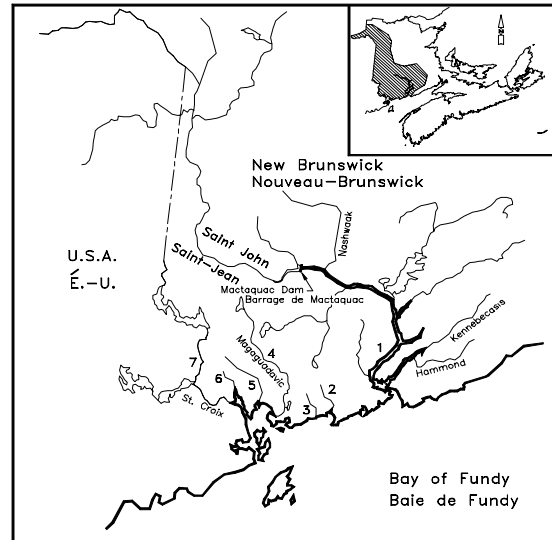 N
New Brunswick
Nouveau-Brunswick
Nashwaak
U.S.A.
É.-U.
Saint John
Saint-Jean
Mactaquac Dam
Barrage de Mactaquac
Kennebecasis
Hammond
1
Magaguadavic
4
7
6
5
2
3
St. Croix
Bay of Fundy
Baie de Fundy